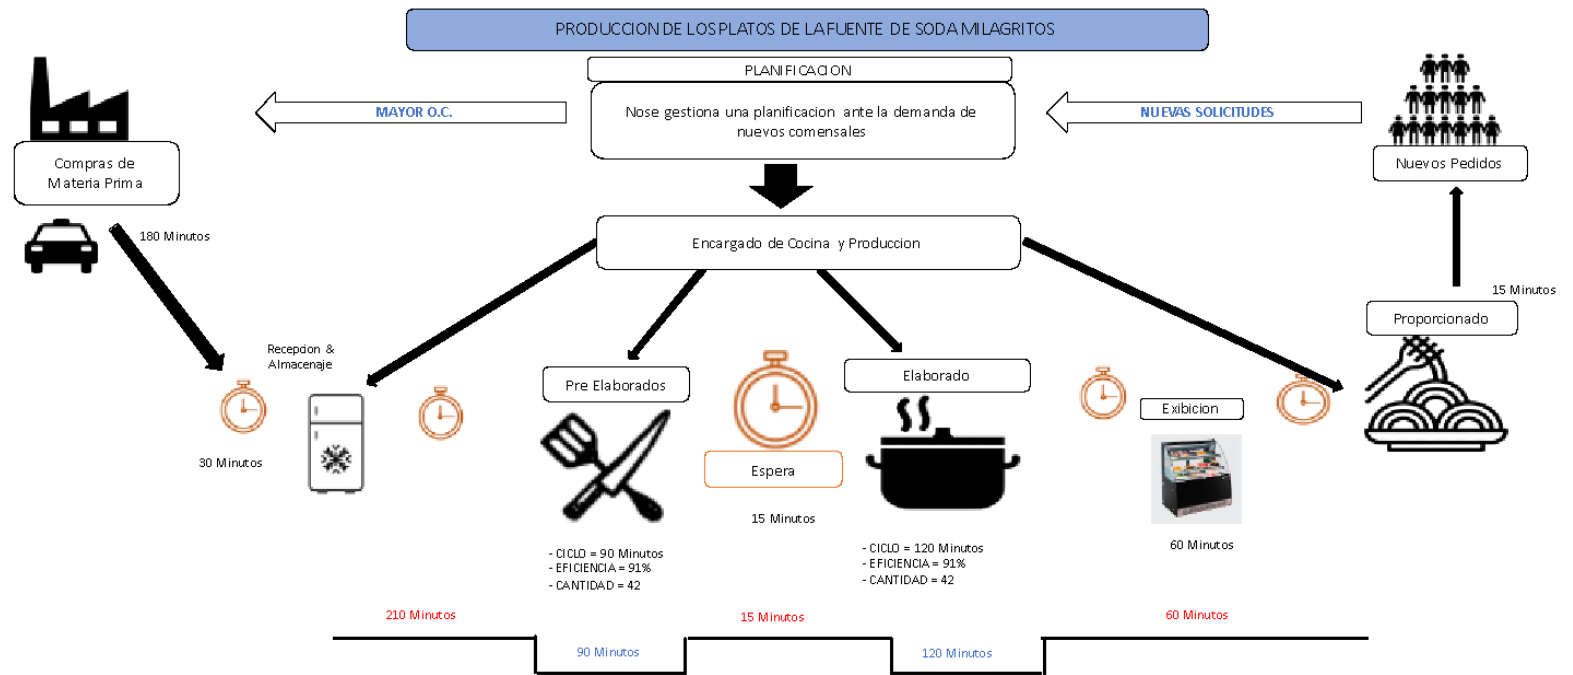 PRODUCCION DE LOS PLATOS DE LA FUENTE DE SODA MILAGRITOS
PLANIFICACION
Nose gestiona una planificacion ante la demanda de
nuevos comensales
MAYOR O.C.
NUEVAS SOLICITUDES
Compras de
Materia Prima
Nuevos Pedidos
180 Minutos
Encargado de Cocina y Produccion
15 Minutos
Proporcionado
Recepcion &
Almacenaje
Pre Elaborados
Elaborado
Exibicion
30 Minutos
Espera
15 Minutos
60 Minutos
- CICLO = 90 Minutos
- EFICIENCIA = 91%
- CANTIDAD = 42
- CICLO = 120 Minutos
- EFICIENCIA = 91%
- CANTIDAD = 42
210 Minutos
15 Minutos
60 Minutos
90 Minutos
120 Minutos